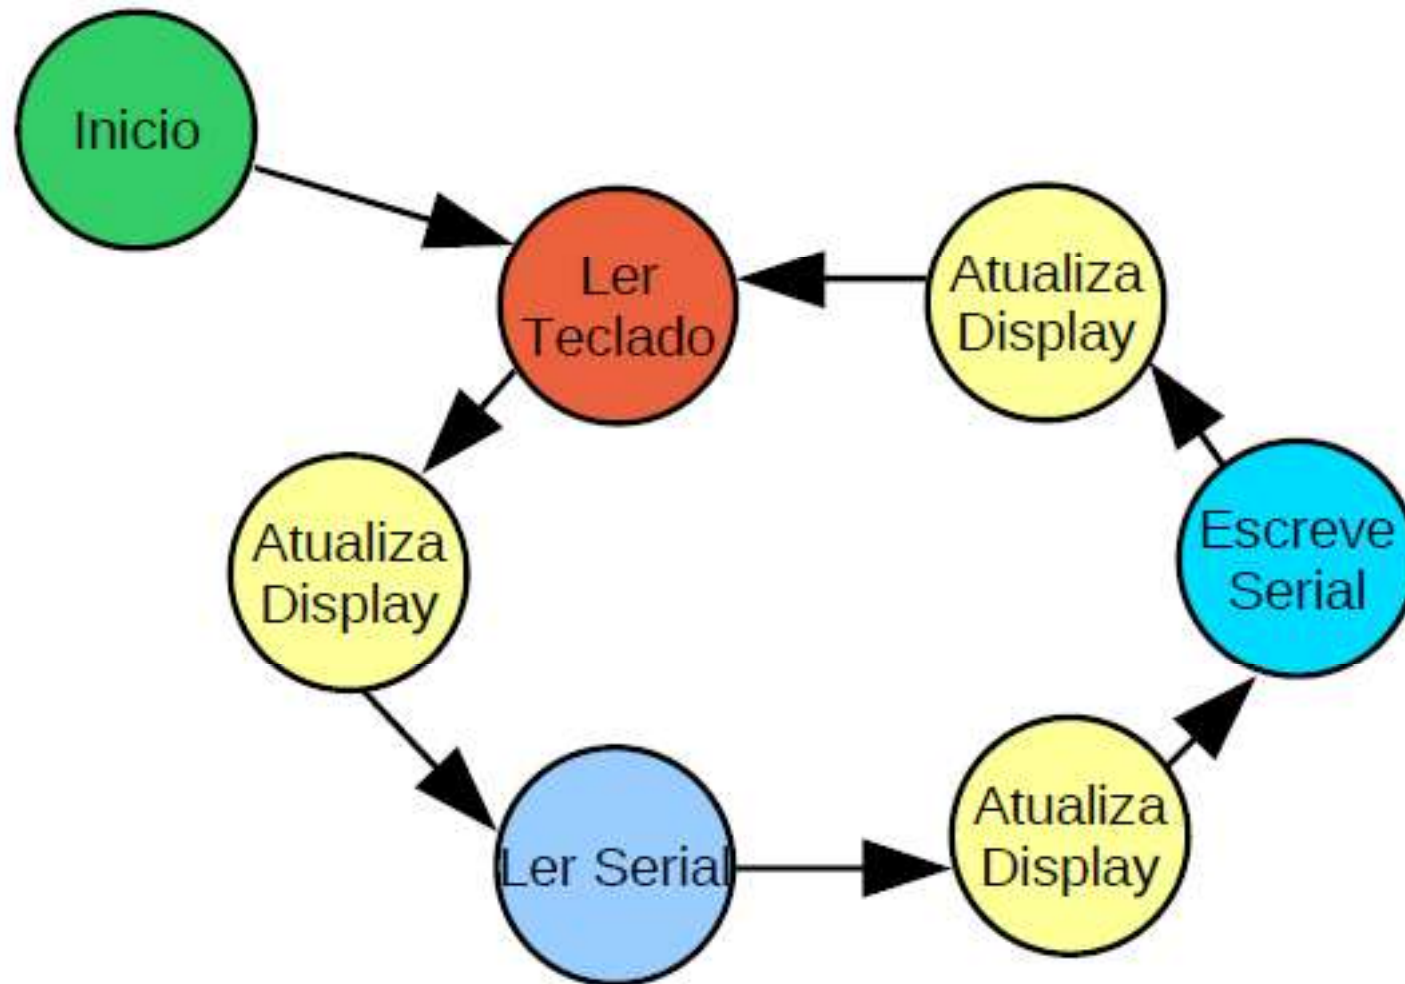 Inicio
Ler
Teclado
Atualiza
Display
Atualiza
Display
Escreve
Serial
Ler Serial
Atualiza
Display